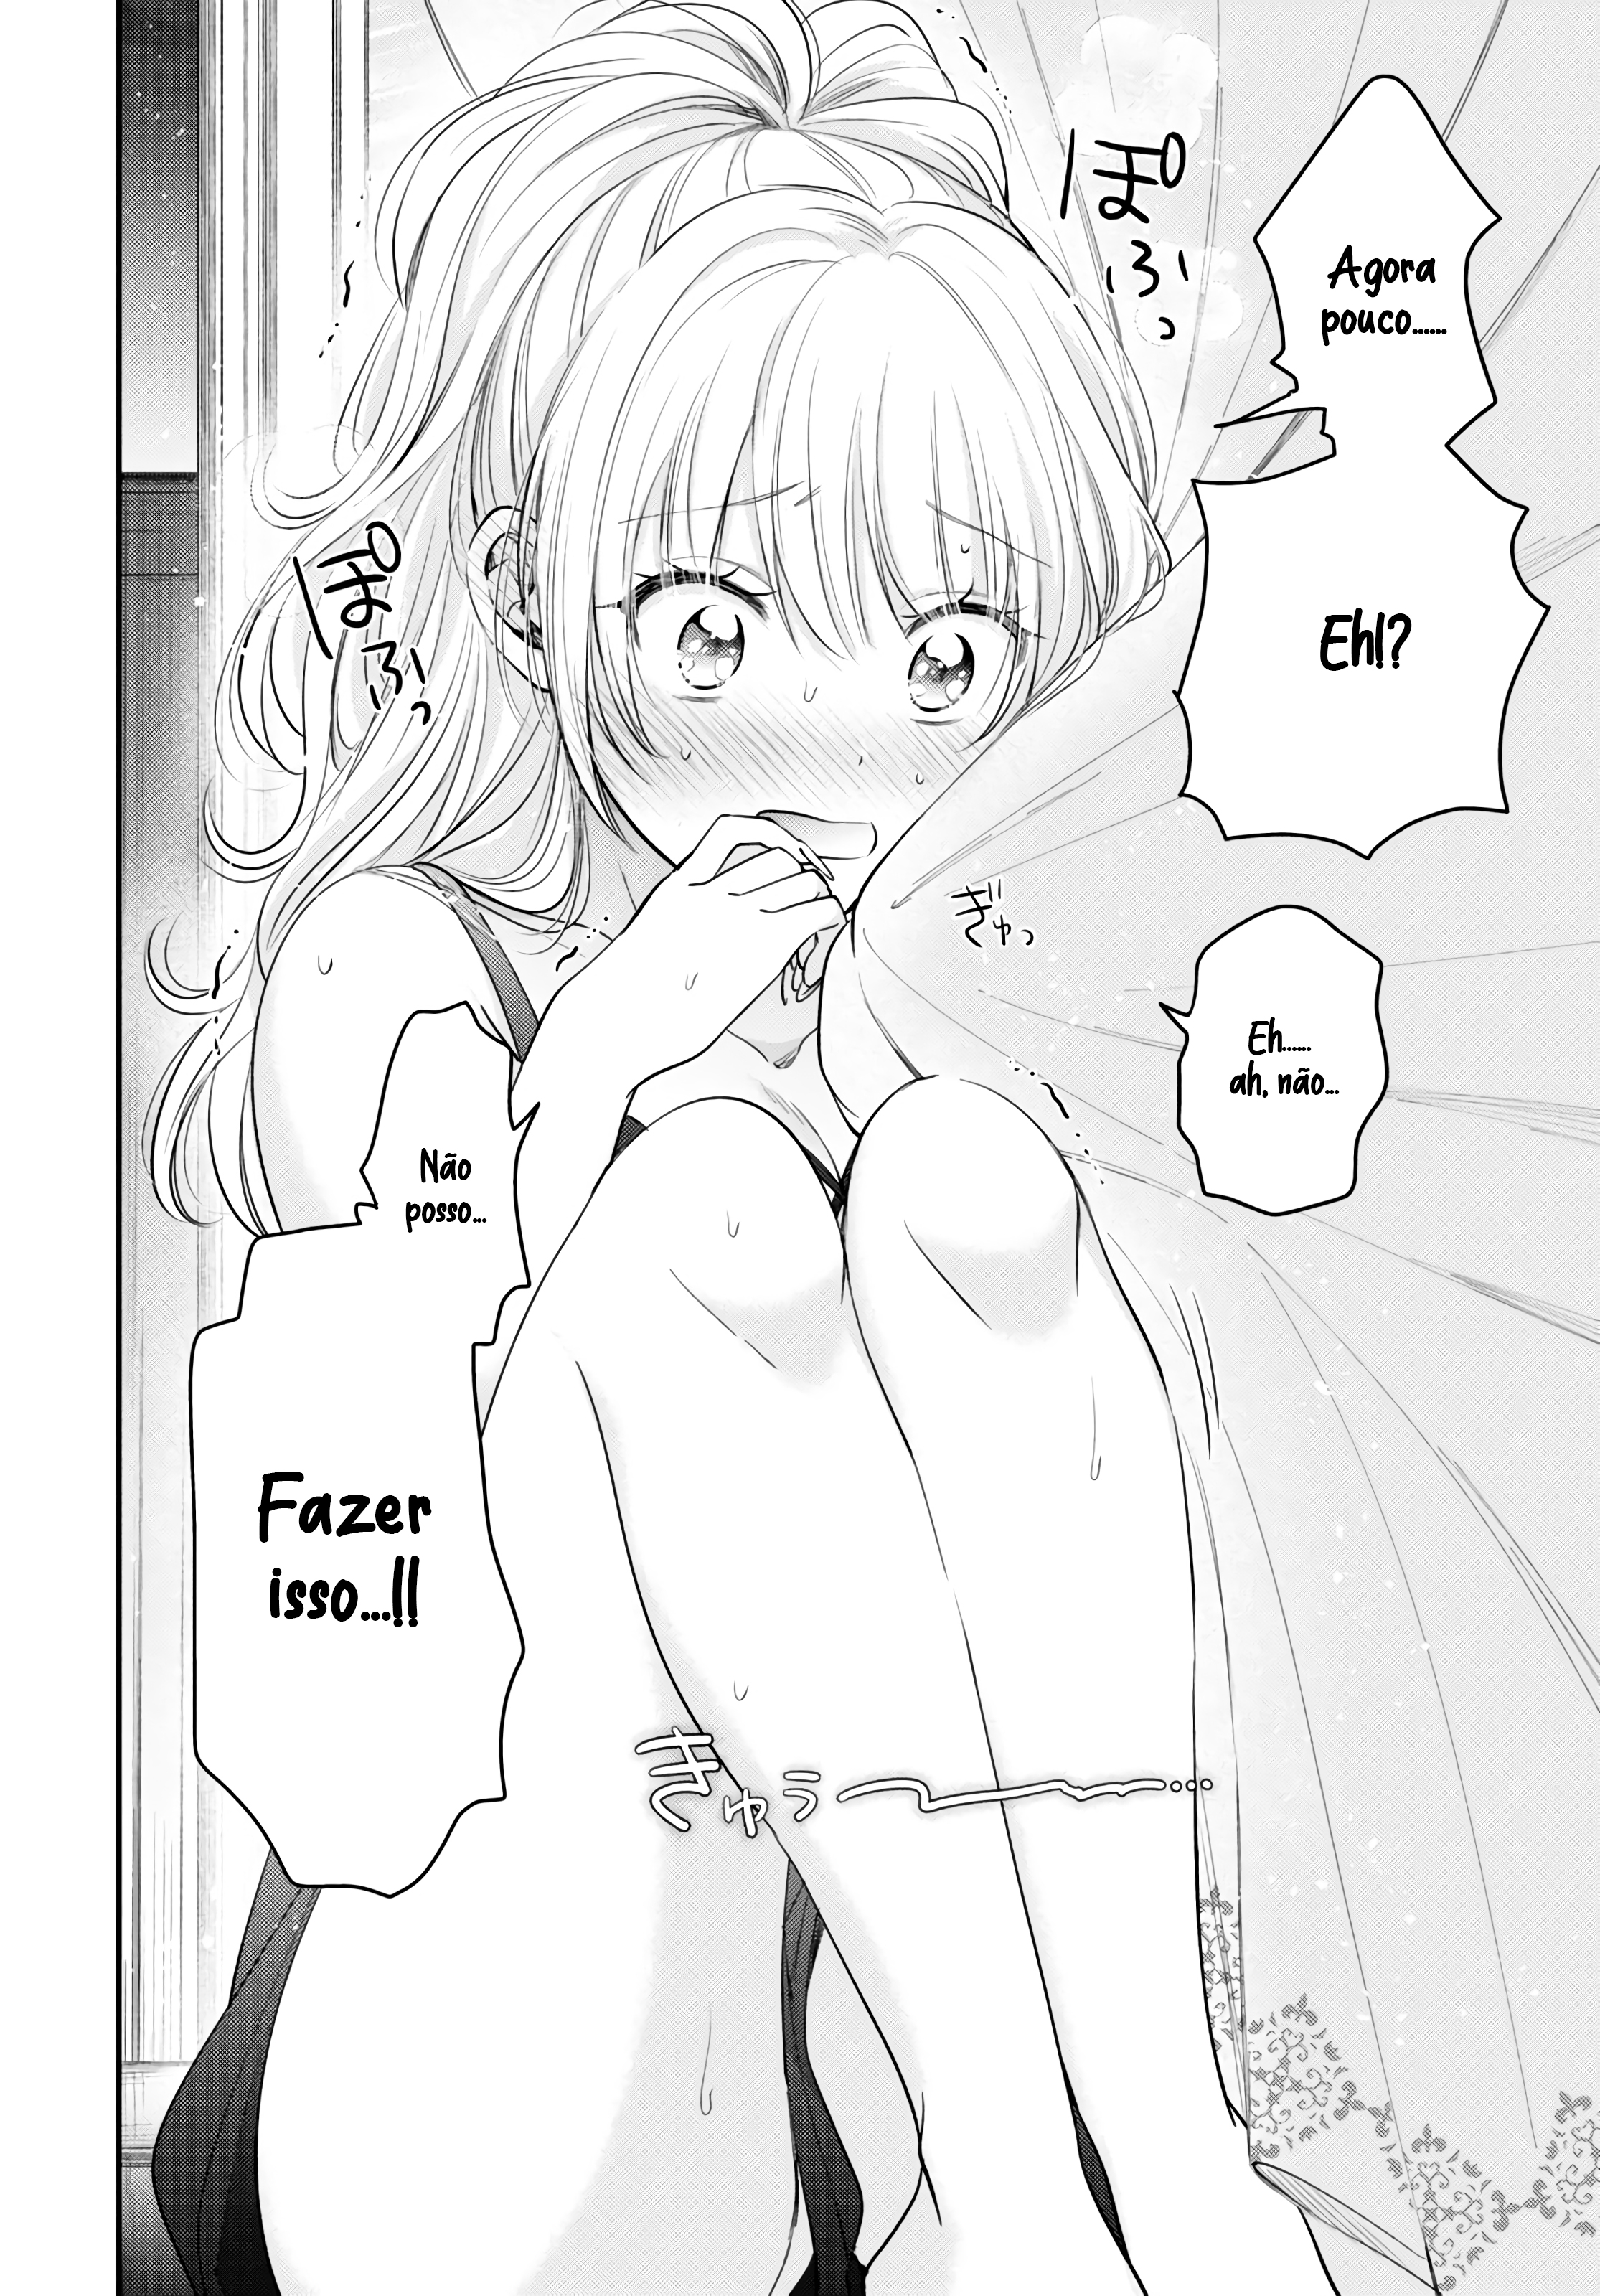 Agora
pouco......
Eh!?
ぽふっ
ぽふっ
ぎゅっ
Eh......
ah, não...
Não
posso...
Fazer
isso...!!
きゅぅ〜〜…